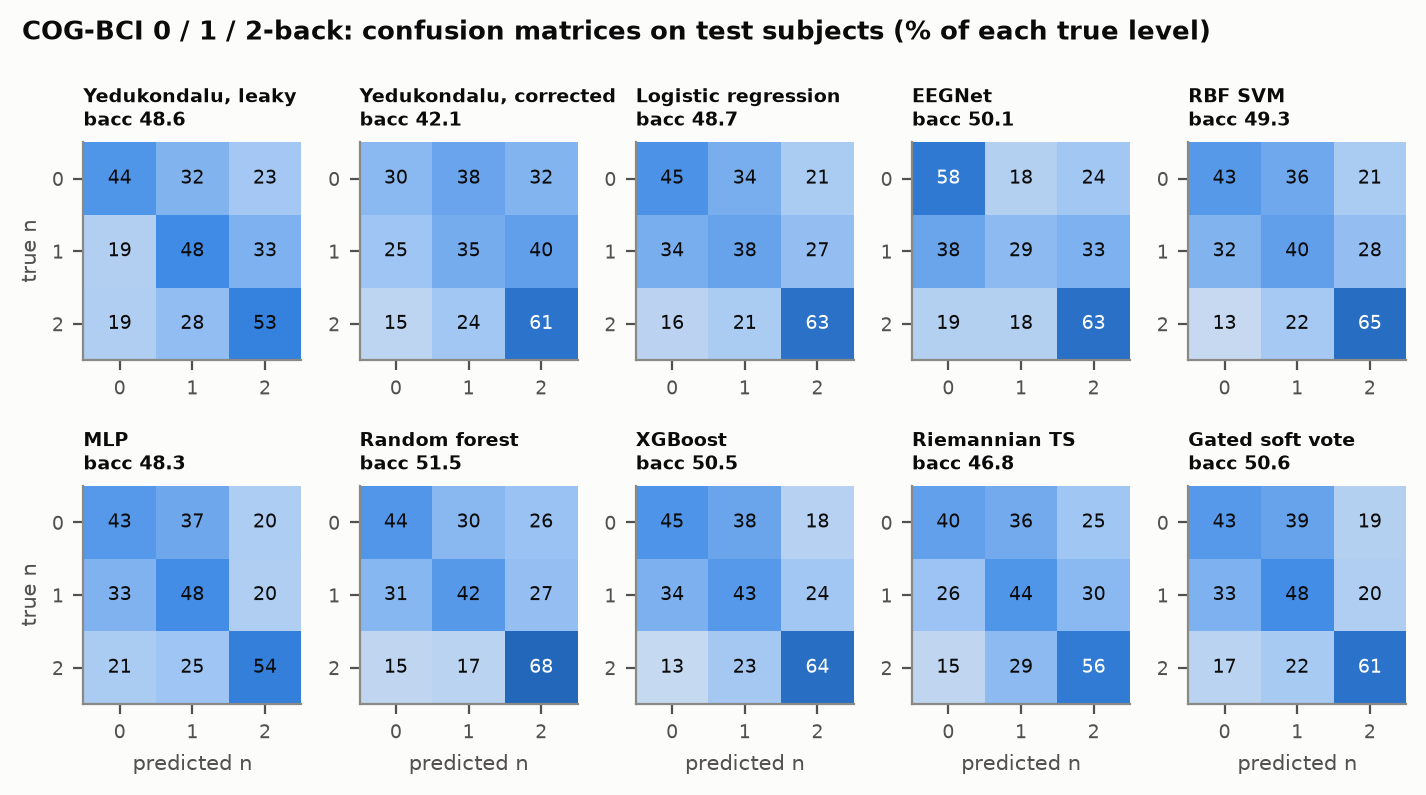 COG-BCI 0 / 1 / 2-back: confusion matrices on test subjects (% of each true level)
Yedukondalu, leaky
bacc 48.6
Yedukondalu, corrected
bacc 42.1
Logistic regression
bacc 48.7
EEGNet
bacc 50.1
RBF SVM
bacc 49.3
true n
0 44 32 23 0 30 38 32 0 45 34 21 0 58 18 24 0 43 36 21
1 19 48 33 1 25 35 40 1 34 38 27 1 38 29 33 1 32 40 28
2 19 28 53 2 15 24 61 2 16 21 63 2 19 18 63 2 13 22 65
0 1 2 0 1 2 0 1 2 0 1 2 0 1 2
MLP
bacc 48.3
Random forest
bacc 51.5
XGBoost
bacc 50.5
Riemannian TS
bacc 46.8
Gated soft vote
bacc 50.6
true n
0 43 37 20 0 44 30 26 0 45 38 18 0 40 36 25 0 43 39 19
1 33 48 20 1 31 42 27 1 34 43 24 1 26 44 30 1 33 48 20
2 21 25 54 2 15 17 68 2 13 23 64 2 15 29 56 2 17 22 61
0 1 2 0 1 2 0 1 2 0 1 2 0 1 2
predicted n predicted n predicted n predicted n predicted n